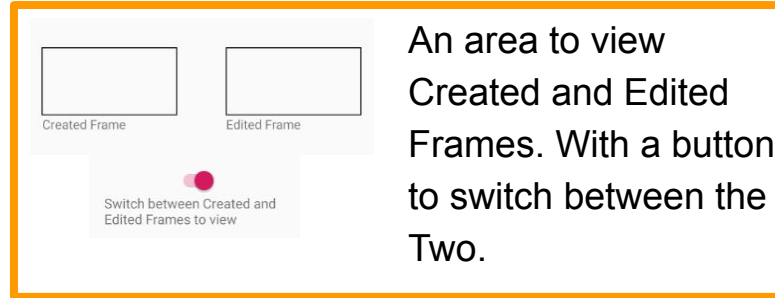 Created Frame
Edited Frame
Switch between Created and
Edited Frames to view
An area to view
Created and Edited
Frames. With a button
to switch between the
Two.